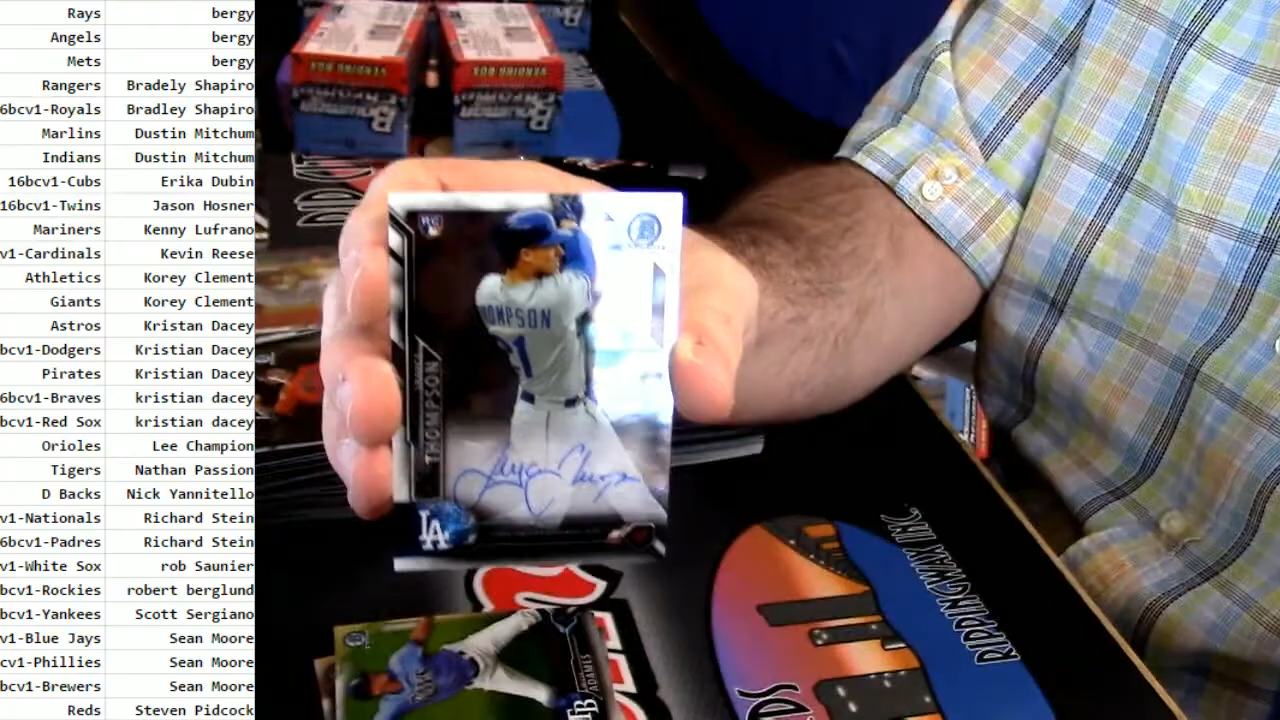 Rays bergy
Angels bergy
Mets bergy
Rangers Bradely Shapiro
6bcv1-Royals Bradley Shapiro
Marlins Dustin Mitchum
Indians Dustin Mitchum
16bcv1-Cubs Erika Dubin
16bcv1-Twins Jason Hosner
Mariners Kenny Lufrano
v1-Cardinals Kevin Reese
Athletics Korey Clement
Giants Korey Clement
Astros Kristan Dacey
bcv1-Dodgers Kristian Dacey
Pirates Kristian Dacey
6bcv1-Braves kristian dacey
bcv1-Red Sox kristian dacey
Orioles Lee Champion
Tigers Nathan Passion
D Backs Nick Yannitello
v1-Nationals Richard Stein
6bcv1-Padres Richard Stein
v1-White Sox rob Saunier
bcv1-Rockies robert berglund
bcv1-Yankees Scott Sergiano
v1-Blue Jays Sean Moore
cv1-Phillies Sean Moore
bcv1-Brewers Sean Moore
Reds Steven Pidcock
VENDING BOX
VENDING BOX
Bowman
RC
B
OMPSON
21
THOMPSON
LA
RIPPINGWAX INC.
DS
ADAMES
TB